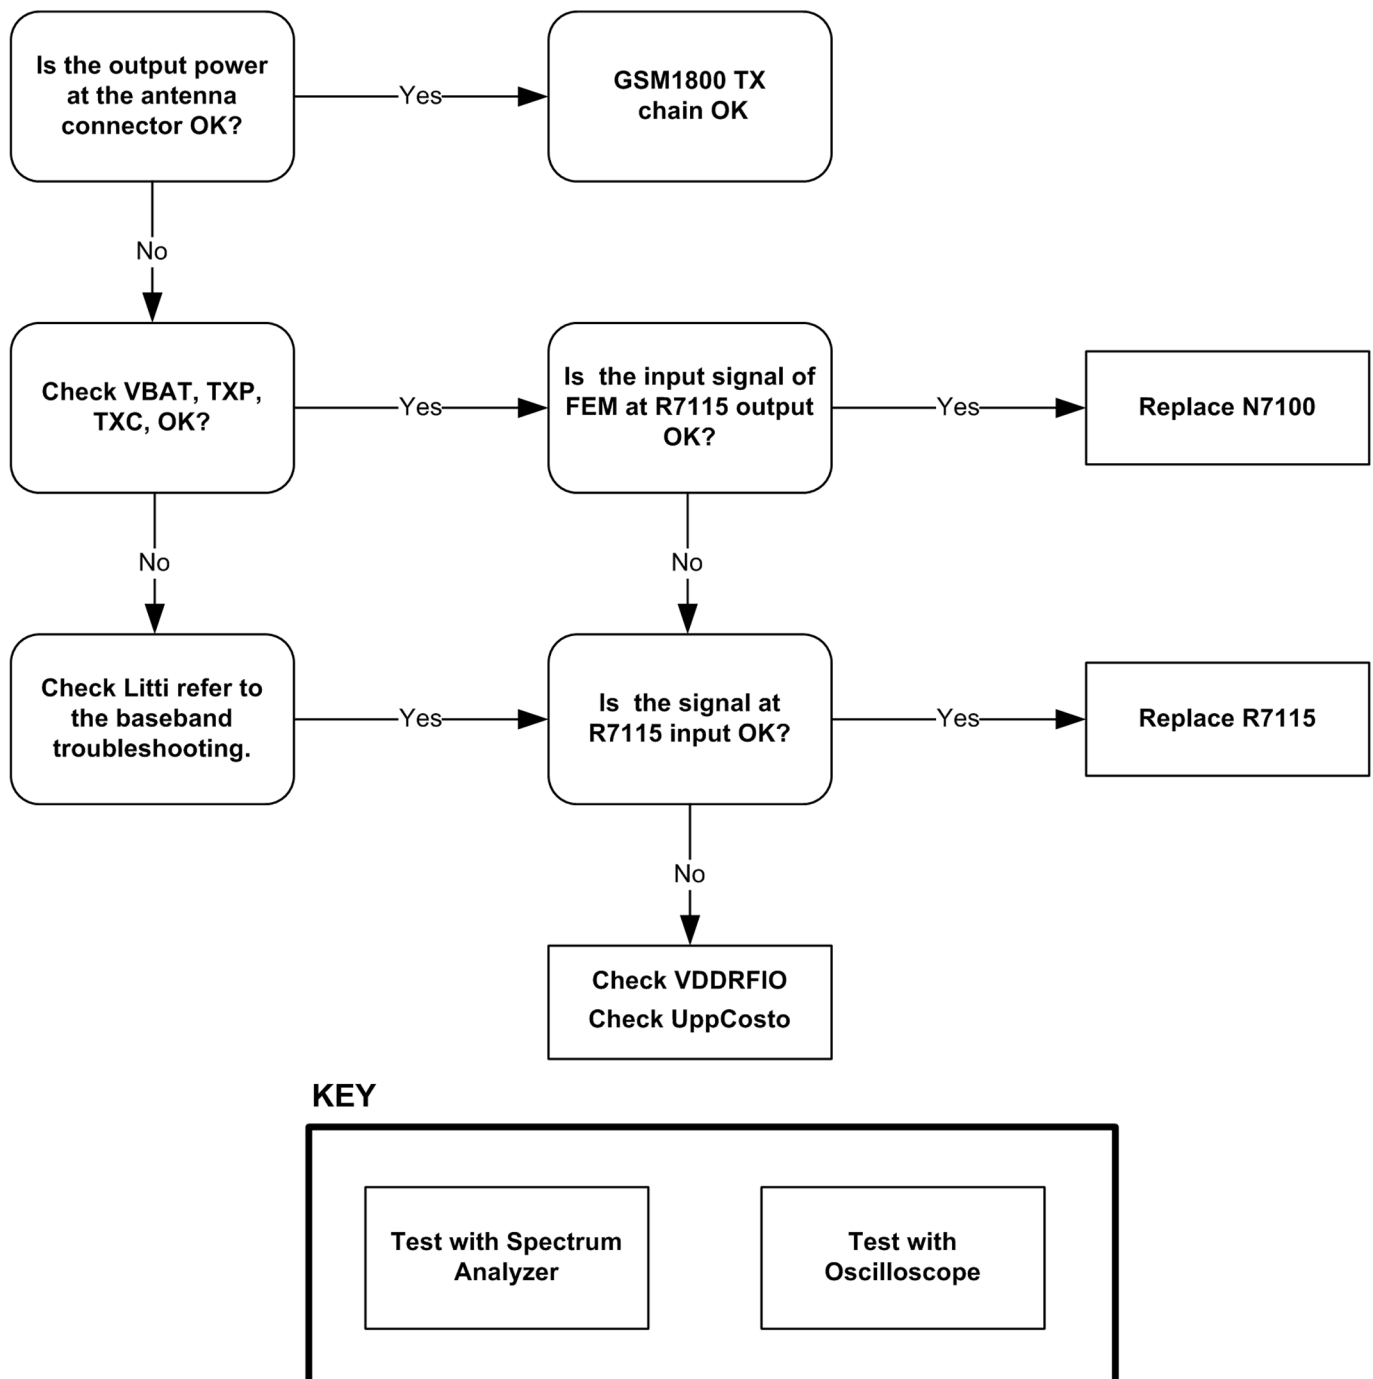 Is the output power
at the antenna
connector OK?
Yes
GSM1800 TX
chain OK
No
Check VBAT, TXP,
TXC, OK?
Yes
Is the input signal of
FEM at R7115 output
OK?
Yes
Replace N7100
No
No
Check Litti refer to
the baseband
troubleshooting.
Yes
Is the signal at
R7115 input OK?
Yes
Replace R7115
No
Check VDDRFIO
Check UppCosto
KEY
Test with Spectrum
Analyzer
Test with
Oscilloscope